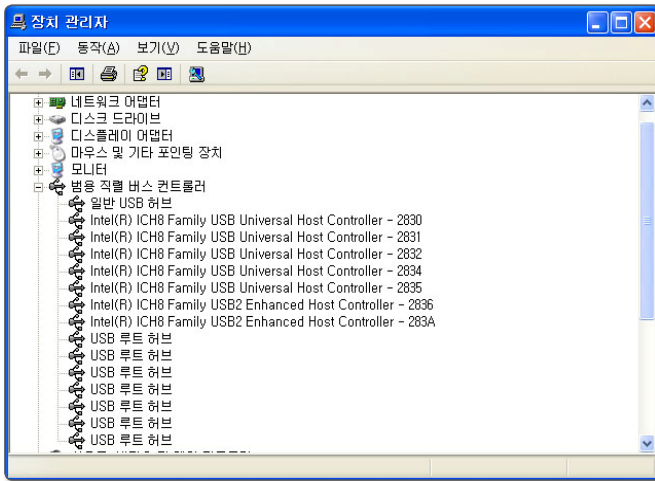 장치 관리자
파일(F) 동작(A) 보기(V) 도움말(H)
네트워크 어댑터
디스크 드라이브
디스플레이 어댑터
마우스 및 기타 포인팅 장치
모니터
범용 직렬 버스 컨트롤러
일반 USB 허브
Intel(R) ICH8 Family USB Universal Host Controller - 2830
Intel(R) ICH8 Family USB Universal Host Controller - 2831
Intel(R) ICH8 Family USB Universal Host Controller - 2832
Intel(R) ICH8 Family USB Universal Host Controller - 2834
Intel(R) ICH8 Family USB Universal Host Controller - 2835
Intel(R) ICH8 Family USB2 Enhanced Host Controller - 2836
Intel(R) ICH8 Family USB2 Enhanced Host Controller - 283A
USB 루트 허브
USB 루트 허브
USB 루트 허브
USB 루트 허브
USB 루트 허브
USB 루트 허브
USB 루트 허브